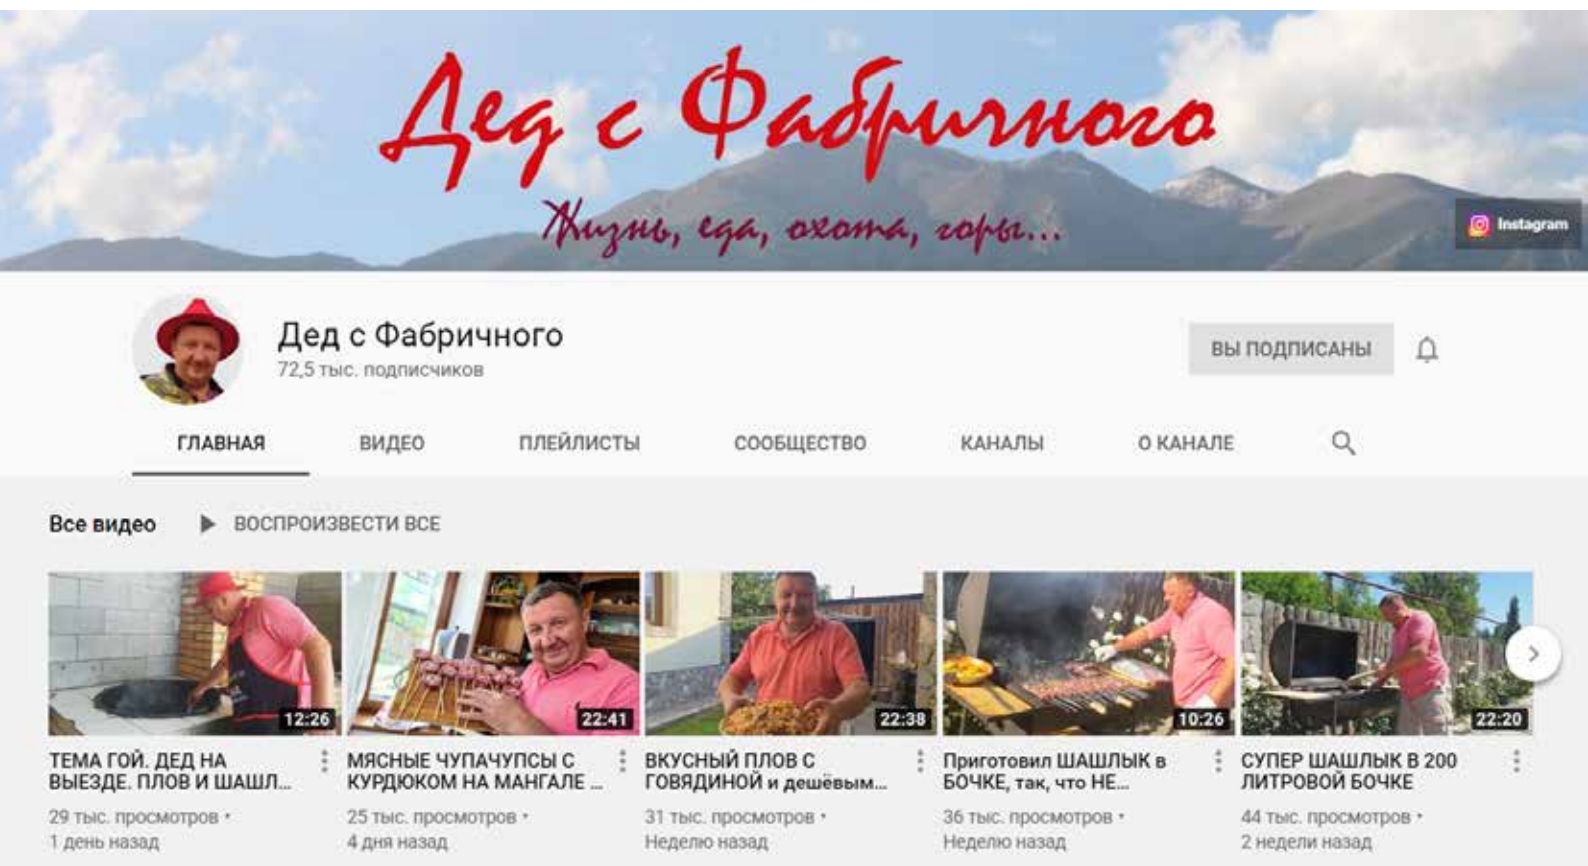 Дед с Фабричного
Жизнь, еда, охота, горы...
Instagram
Дед с Фабричного
72,5 тыс. подписчиков
ВЫ ПОДПИСАНЫ
ГЛАВНАЯ ВИДЕО ПЛЕЙЛИСТЫ СООБЩЕСТВО КАНАЛЫ О КАНАЛЕ
Все видео ВОСПРОИЗВЕСТИ ВСЕ
12:26
22:41
22:38
10:26
22:20
ТЕМА ГОЙ. ДЕД НА
ВЫЕЗДЕ. ПЛОВ И ШАШЛ...
29 тыс. просмотров •
1 день назад
МЯСНЫЕ ЧУПАЧУПСЫ С
КУРДЮКОМ НА МАНГАЛЕ ...
25 тыс. просмотров •
4 дня назад
ВКУСНЫЙ ПЛОВ С
ГОВЯДИНОЙ и дешёвым...
31 тыс. просмотров •
Неделю назад
Приготовил ШАШЛЫК в
БОЧКЕ, так, что НЕ...
36 тыс. просмотров •
Неделю назад
СУПЕР ШАШЛЫК В 200
ЛИТРОВОЙ БОЧКЕ
44 тыс. просмотров •
2 недели назад